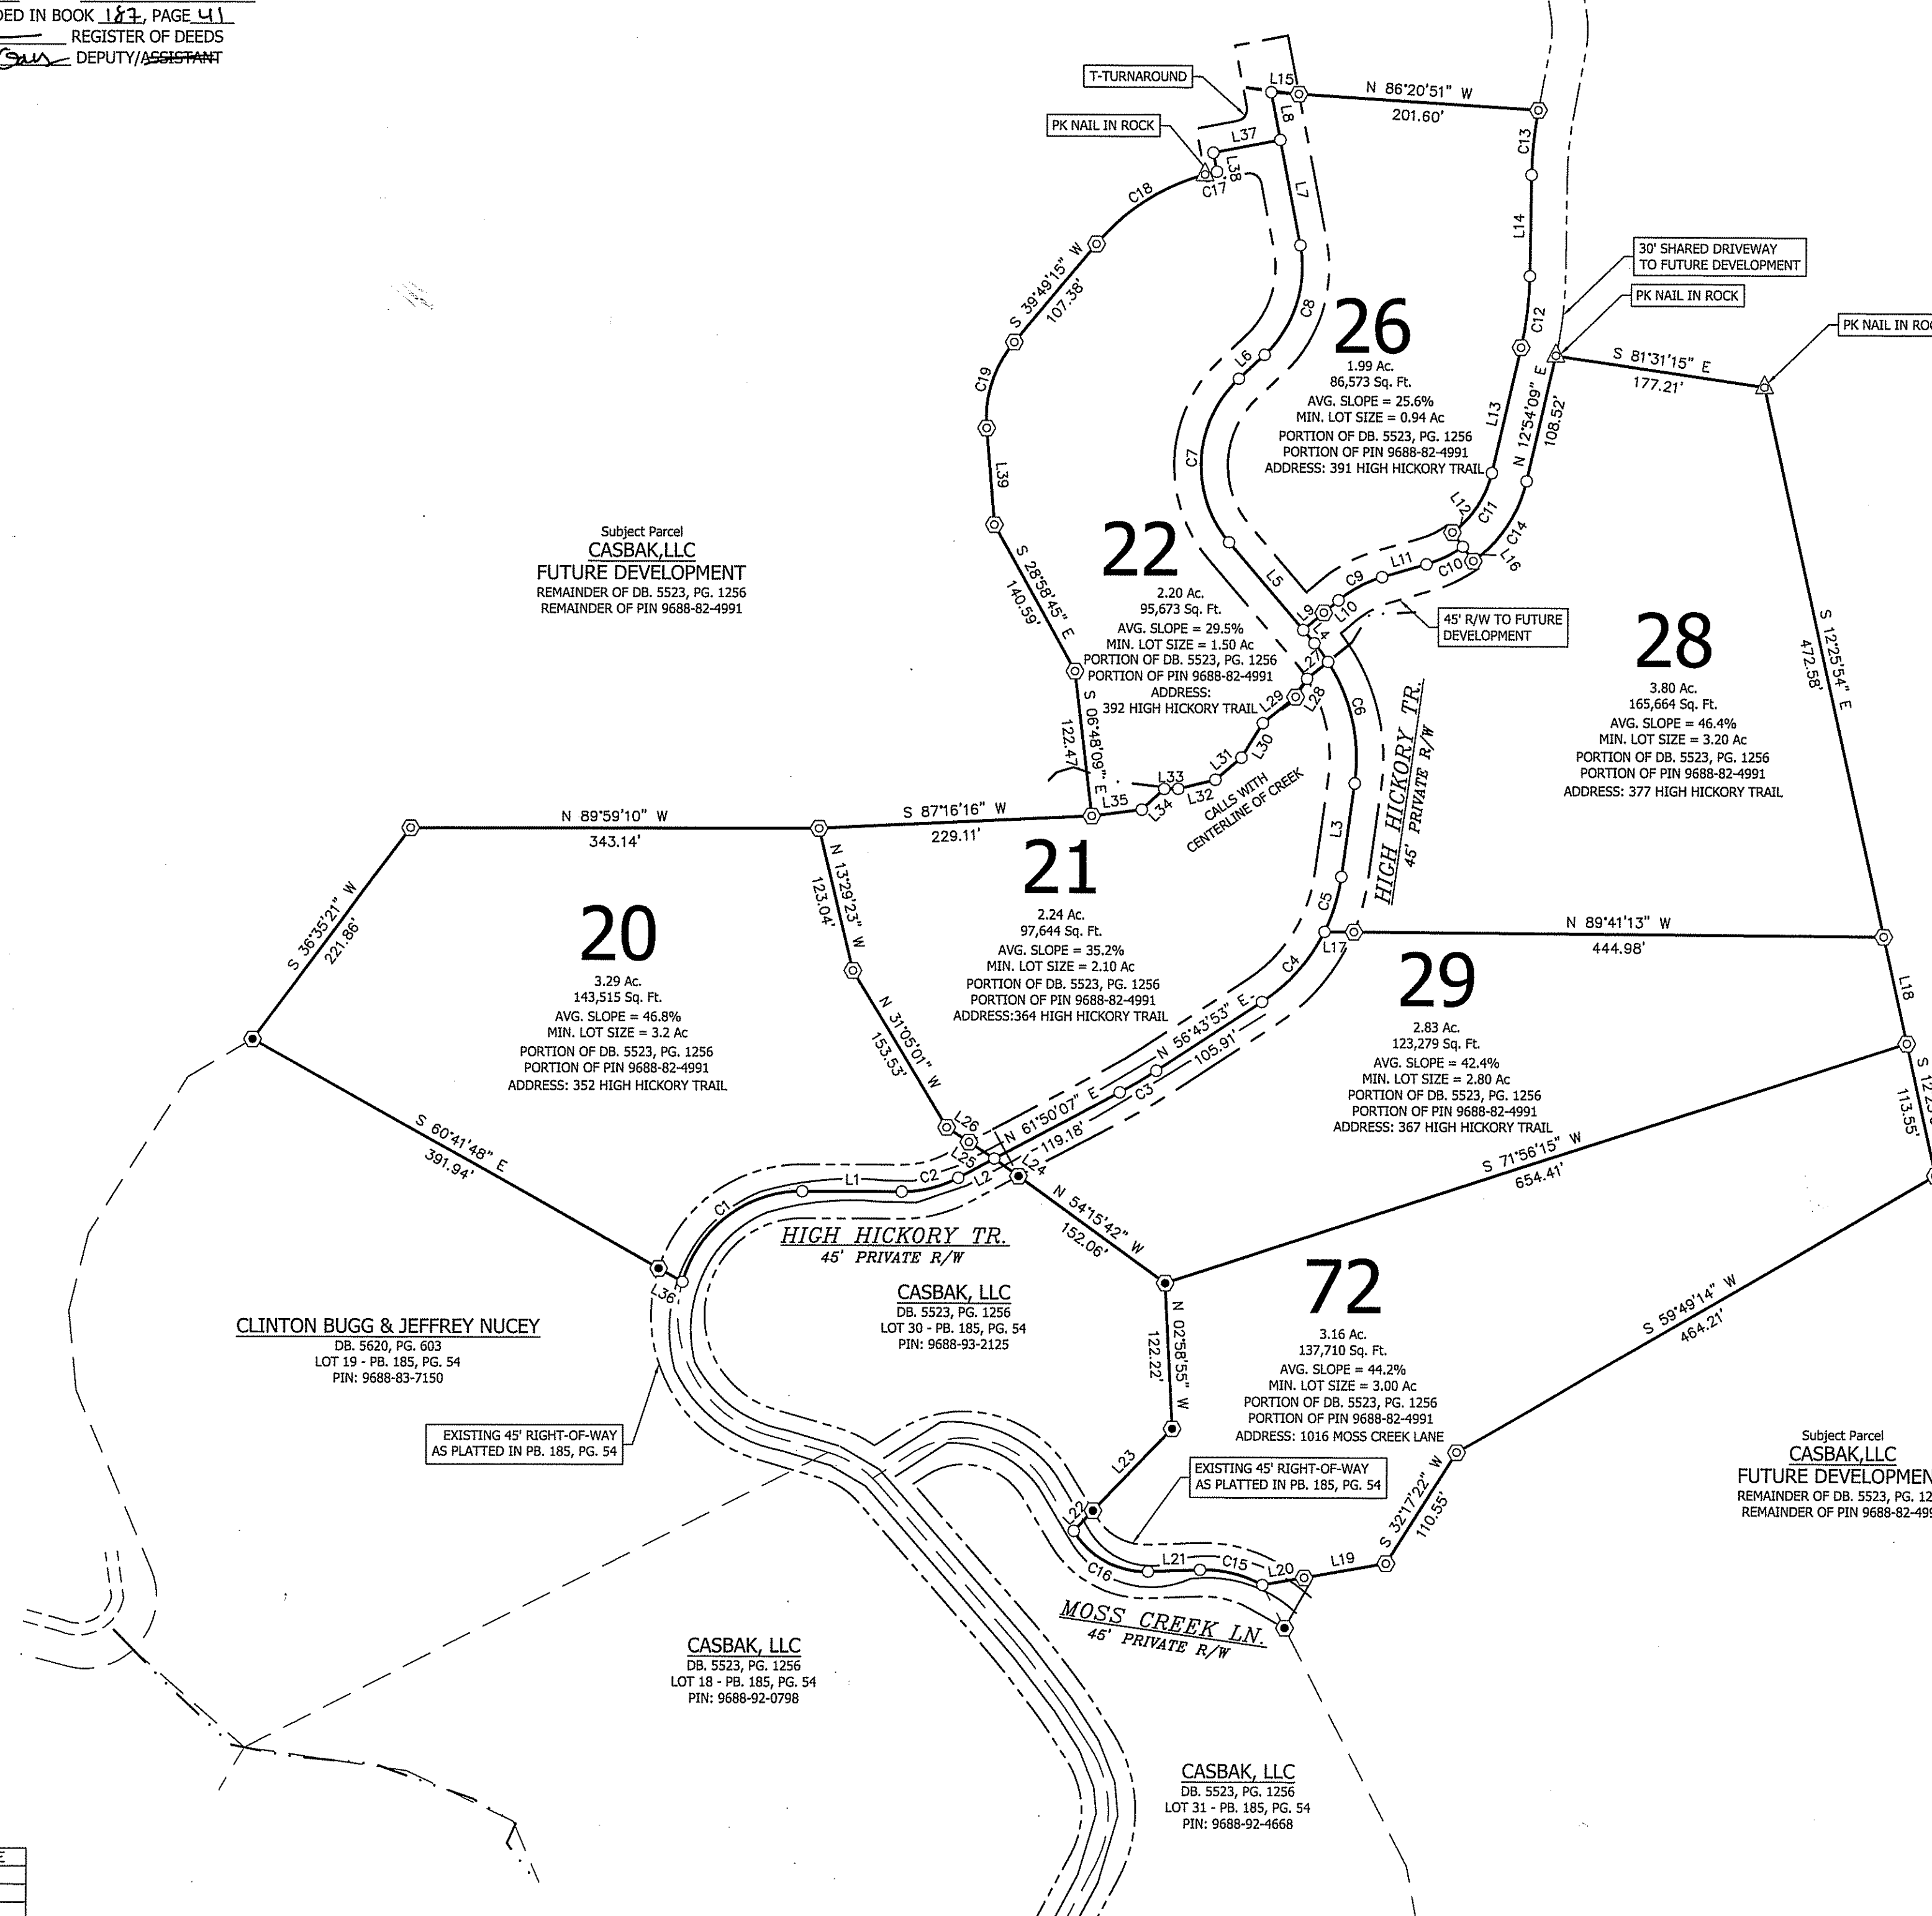 DED IN BOOK 187, PAGE 41
REGISTER OF DEEDS
DEPUTY/ASSISTANT
T-TURNAROUND
L15
N 86°20'51" W
201.60'
PK NAIL IN ROCK
L37
L8
L38
C17
C18
L7
C13
L14
30' SHARED DRIVEWAY
TO FUTURE DEVELOPMENT
PK NAIL IN ROCK
PK NAIL IN RO
S 39°49'15" W
107.38'
C19
L39
C8
L6
C7
C12
L13
N 12°54'09" E
108.52'
S 81°31'15" E
177.21'
26
1.99 Ac.
86,573 Sq. Ft.
AVG. SLOPE = 25.6%
MIN. LOT SIZE = 0.94 Ac
PORTION OF DB. 5523, PG. 1256
PORTION OF PIN 9688-82-4991
ADDRESS: 391 HIGH HICKORY TRAIL
L12
C11
C14
L16
C10
L11
C9
L10
L9
L5
L4
Subject Parcel
CASBAK,LLC
FUTURE DEVELOPMENT
REMAINDER OF DB. 5523, PG. 1256
REMAINDER OF PIN 9688-82-4991
S 28°58'45" E
140.59'
22
2.20 Ac.
95,673 Sq. Ft.
AVG. SLOPE = 29.5%
MIN. LOT SIZE = 1.50 Ac
PORTION OF DB. 5523, PG. 1256
PORTION OF PIN 9688-82-4991
ADDRESS:
392 HIGH HICKORY TRAIL
45' R/W TO FUTURE
DEVELOPMENT
28
3.80 Ac.
165,664 Sq. Ft.
AVG. SLOPE = 46.4%
MIN. LOT SIZE = 3.20 Ac
PORTION OF DB. 5523, PG. 1256
PORTION OF PIN 9688-82-4991
ADDRESS: 377 HIGH HICKORY TRAIL
S 12°25'54" E
472.58'
S 06°48'09" E
122.47
L27
L28
L29
L30
L31
L32
L33
L34
L35
C6
CALLS WITH
CENTERLINE OF CREEK
HIGH HICKORY TR.
45' PRIVATE R/W
L3
C5
N 89°59'10" W
343.14'
S 87°16'16" W
229.11'
S 36°35'21" W
221.86'
N 13°29'23" W
123.04'
20
3.29 Ac.
143,515 Sq. Ft.
AVG. SLOPE = 46.8%
MIN. LOT SIZE = 3.2 Ac
PORTION OF DB. 5523, PG. 1256
PORTION OF PIN 9688-82-4991
ADDRESS: 352 HIGH HICKORY TRAIL
21
2.24 Ac.
97,644 Sq. Ft.
AVG. SLOPE = 35.2%
MIN. LOT SIZE = 2.10 Ac
PORTION OF DB. 5523, PG. 1256
PORTION OF PIN 9688-82-4991
ADDRESS:364 HIGH HICKORY TRAIL
L17
C4
N 89°41'13" W
444.98'
L18
29
2.83 Ac.
123,279 Sq. Ft.
AVG. SLOPE = 42.4%
MIN. LOT SIZE = 2.80 Ac
PORTION OF DB. 5523, PG. 1256
PORTION OF PIN 9688-82-4991
ADDRESS: 367 HIGH HICKORY TRAIL
113.55'
N 31°05'01" W
153.53'
N 56°43'53" E
105.91'
C3
N 61°50'07" E
119.18'
L26
L25
L24
L2
C2
L1
C1
S 60°41'48" E
391.94'
L36
S 71°56'15" W
654.41'
N 54°15'42" W
152.06'
HIGH HICKORY TR.
45' PRIVATE R/W
CASBAK, LLC
DB. 5523, PG. 1256
LOT 30 - PB. 185, PG. 54
PIN: 9688-93-2125
CLINTON BUGG & JEFFREY NUCEY
DB. 5620, PG. 603
LOT 19 - PB. 185, PG. 54
PIN: 9688-83-7150
N 02°58'55" W
122.22'
72
3.16 Ac.
137,710 Sq. Ft.
AVG. SLOPE = 44.2%
MIN. LOT SIZE = 3.00 Ac
PORTION OF DB. 5523, PG. 1256
PORTION OF PIN 9688-82-4991
ADDRESS: 1016 MOSS CREEK LANE
S 59°49'14" W
464.21'
EXISTING 45' RIGHT-OF-WAY
AS PLATTED IN PB. 185, PG. 54
L23
L22
EXISTING 45' RIGHT-OF-WAY
AS PLATTED IN PB. 185, PG. 54
S 32°17'22" W
110.55'
Subject Parcel
CASBAK,LLC
FUTURE DEVELOPMEN
REMAINDER OF DB. 5523, PG. 12
REMAINDER OF PIN 9688-82-499
C16
L21
C15
L20
L19
MOSS CREEK LN.
45' PRIVATE R/W
CASBAK, LLC
DB. 5523, PG. 1256
LOT 18 - PB. 185, PG. 54
PIN: 9688-92-0798
CASBAK, LLC
DB. 5523, PG. 1256
LOT 31 - PB. 185, PG. 54
PIN: 9688-92-4668